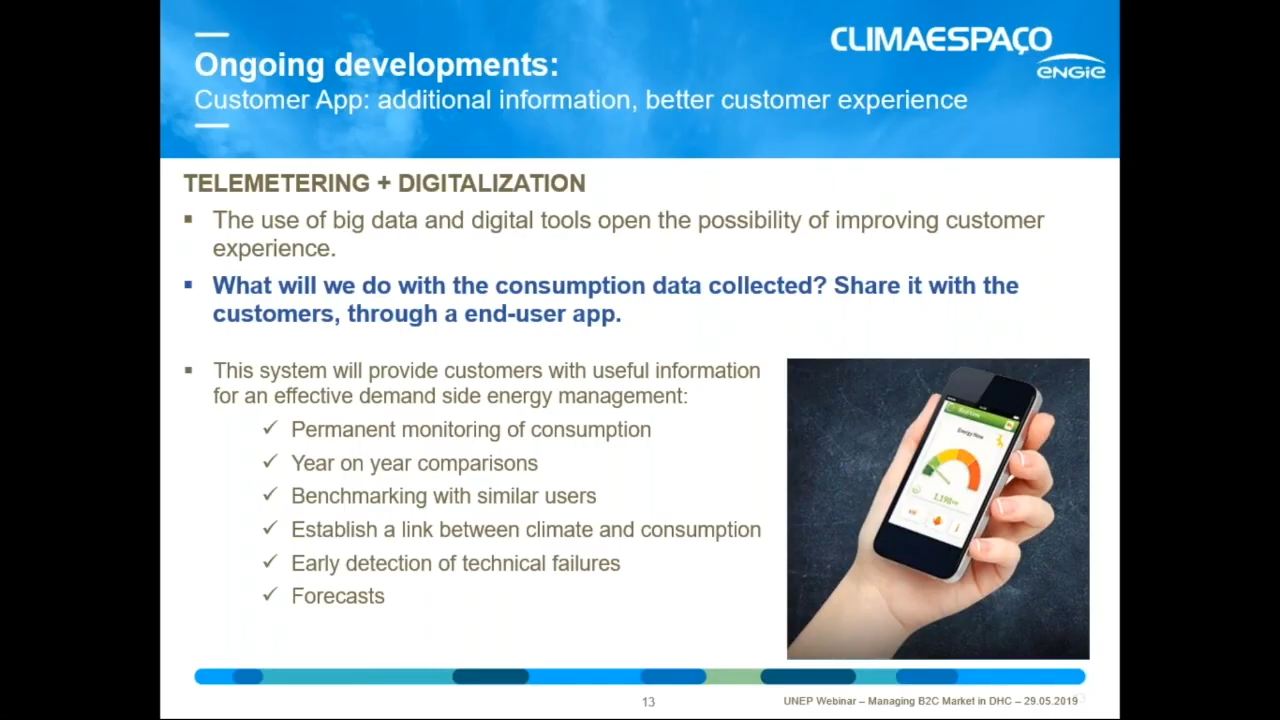 CLIMAESPAÇO
ENGIE
Ongoing developments:
Customer App: additional information, better customer experience
TELEMETERING + DIGITALIZATION
▪ The use of big data and digital tools open the possibility of improving customer
experience.
▪ What will we do with the consumption data collected? Share it with the
customers, through a end-user app.
▪ This system will provide customers with useful information
for an effective demand side energy management:
✓ Permanent monitoring of consumption
✓ Year on year comparisons
✓ Benchmarking with similar users
✓ Establish a link between climate and consumption
✓ Early detection of technical failures
✓ Forecasts
Energy Now
13
UNEP Webinar – Managing B2C Market in DHC – 29.05.2019